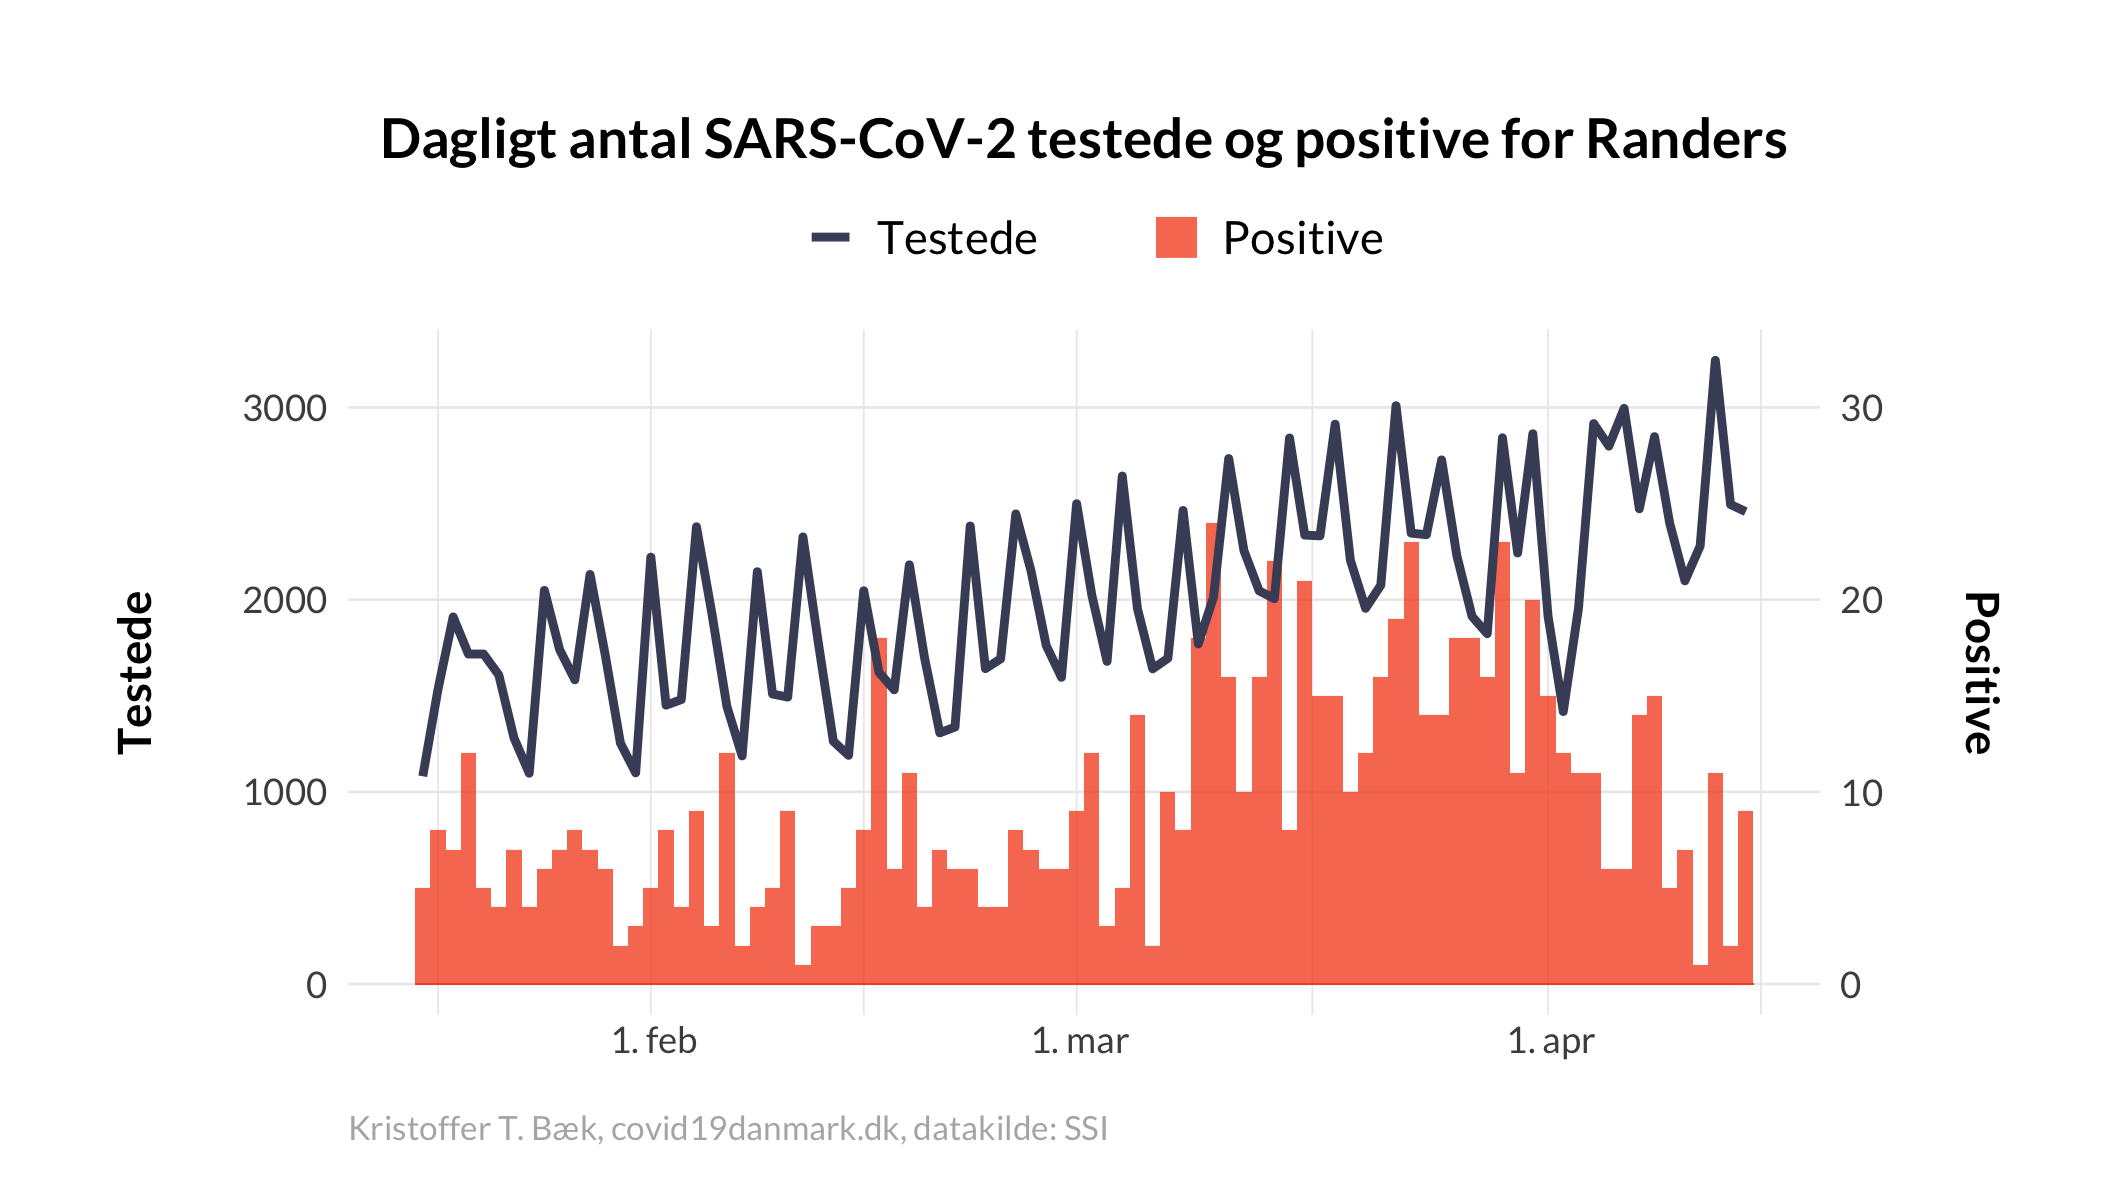 Dagligt antal SARS-CoV-2 testede og positive for Randers
Testede Positive
3000 30
2000 20
1000 10
0 0
Testede
Positive
1. feb 1. mar 1. apr
Kristoffer T. Bæk, covid19danmark.dk, datakilde: SSI